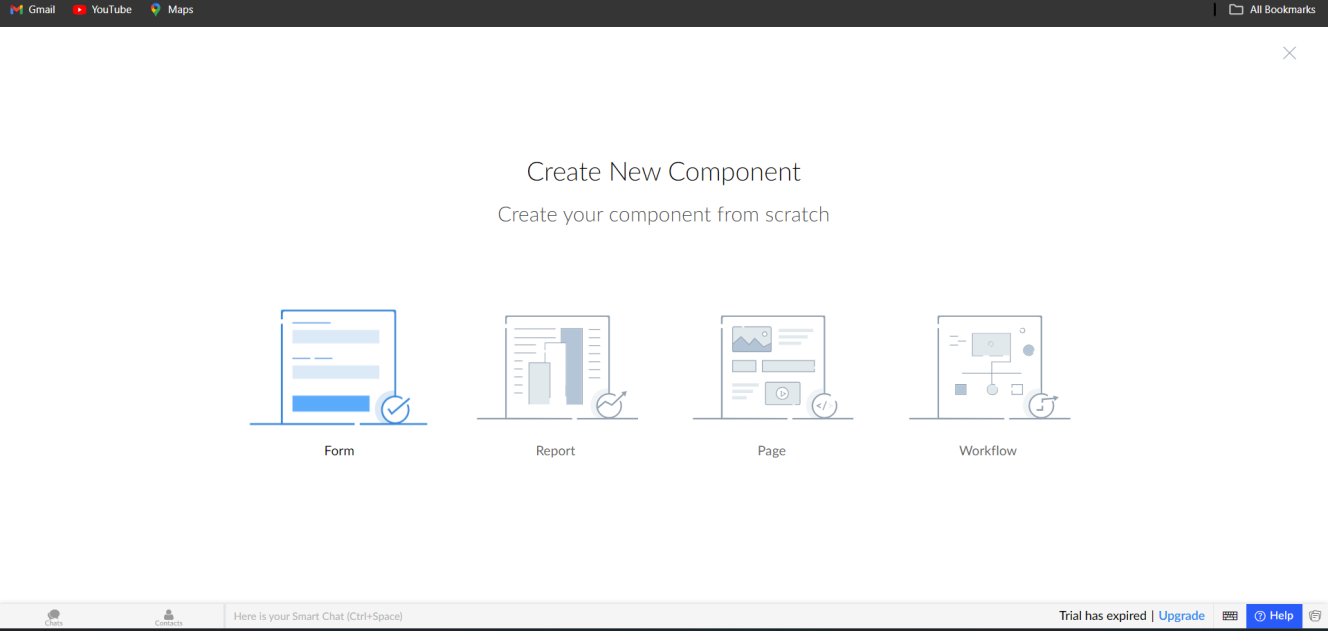 Gmail YouTube Maps All Bookmarks
Create New Component
Create your component from scratch
Form Report Page Workflow
Chats Contacts Here is your Smart Chat (Ctrl+Space) Trial has expired | Upgrade Help